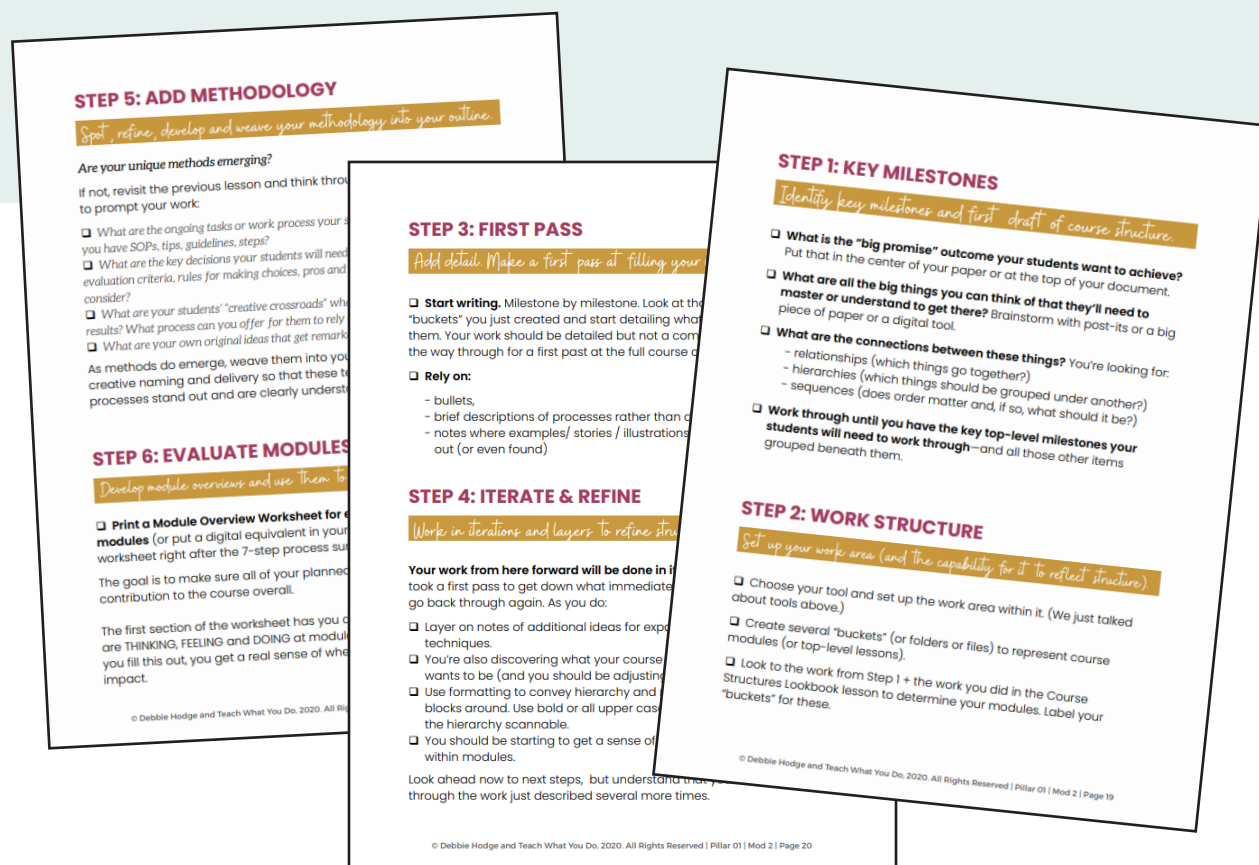 STEP 5: ADD METHODOLOGY
Spot, refine, develop and weave your methodology into your outline.
Are your unique methods emerging?
If not, revisit the previous lesson and think throu
to prompt your work:
❏ What are the ongoing tasks or work process your s
you have SOPs, tips, guidelines, steps?
❏ What are the key decisions your students will need
evaluation criteria, rules for making choices, pros and
consider?
❏ What are your students' "creative crossroads" whe
results? What process can you offer for them to rely
❏ What are your own original ideas that get remark
As methods do emerge, weave them into you
creative naming and delivery so that these te
processes stand out and are clearly understo
STEP 6: EVALUATE MODULES
Develop module overviews and use them to
❏ Print a Module Overview Worksheet for e
modules (or put a digital equivalent in your
worksheet right after the 7-step process su
The goal is to make sure all of your planned
contribution to the course overall.
The first section of the worksheet has you
are THINKING, FEELING and DOING at modul
you fill this out, you get a real sense of whe
impact.
© Debbie Hodge and Teach What You Do, 2020. All Rig
STEP 3: FIRST PASS
Add detail. Make a first pass at filling your
❏ Start writing. Milestone by milestone. Look at the
"buckets" you just created and start detailing what
them. Your work should be detailed but not a com
the way through for a first past at the full course
❏ Rely on:
- bullets,
- brief descriptions of processes rather than
- notes where examples/ stories / illustrations
out (or even found)
STEP 4: ITERATE & REFINE
Work in iterations and layers to refine stru
Your work from here forward will be done in i
took a first pass to get down what immediate
go back through again. As you do:
❏ Layer on notes of additional ideas for expo
techniques.
❏ You're also discovering what your course
wants to be (and you should be adjusting
❏ Use formatting to convey hierarchy and
blocks around. Use bold or all upper case
the hierarchy scannable.
❏ You should be starting to get a sense of
within modules.
Look ahead now to next steps, but understand that
through the work just described several more times.
© Debbie Hodge and Teach What You Do, 2020. All Rights Reserved | Pillar 01 | Mod 2 | Page 20
STEP 1: KEY MILESTONES
Identify key milestones and first draft of course structure.
❏ What is the "big promise" outcome your students want to achieve?
Put that in the center of your paper or at the top of your document.
❏ What are all the big things you can think of that they'll need to
master or understand to get there? Brainstorm with post-its or a big
piece of paper or a digital tool.
❏ What are the connections between these things? You're looking for:
- relationships (which things go together?)
- hierarchies (which things should be grouped under another?)
- sequences (does order matter and, if so, what should it be?)
❏ Work through until you have the key top-level milestones your
students will need to work through—and all those other items
grouped beneath them.
STEP 2: WORK STRUCTURE
Set up your work area (and the capability for it to reflect structure).
❏ Choose your tool and set up the work area within it. (We just talked
about tools above.)
❏ Create several "buckets" (or folders or files) to represent course
modules (or top-level lessons).
❏ Look to the work from Step 1 + the work you did in the Course
Structures Lookbook lesson to determine your modules. Label your
"buckets" for these.
© Debbie Hodge and Teach What You Do, 2020. All Rights Reserved | Pillar 01 | Mod 2 | Page 19